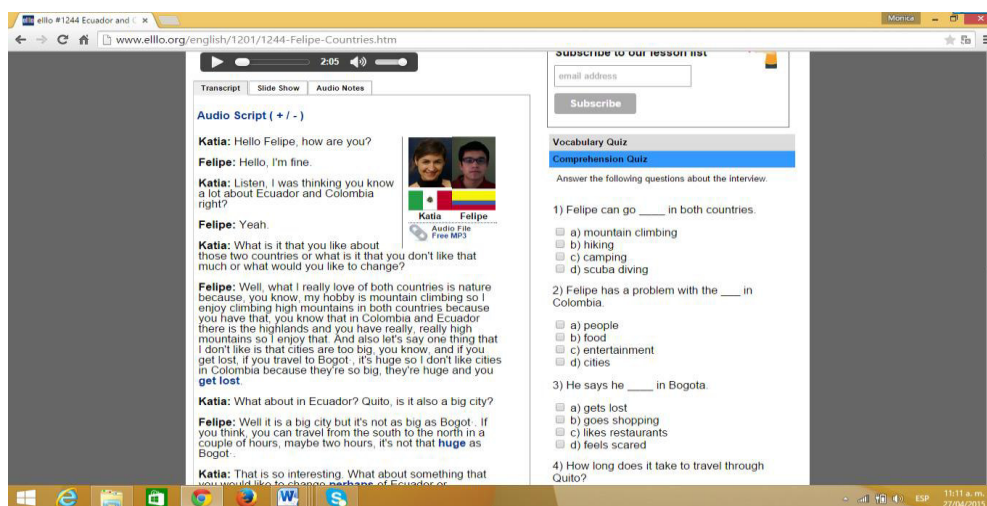 elllo #1244 Ecuador and C
Mónica
www.elllo.org/english/1201/1244-Felipe-Countries.htm
2:05
Transcript
Slide Show
Audio Notes
Audio Script ( + / - )
Katia: Hello Felipe, how are you?
Felipe: Hello, I'm fine.
Katia: Listen, I was thinking you know
a lot about Ecuador and Colombia
right?
Katia Felipe
Audio File
Free MP3
Felipe: Yeah.
Katia: What is it that you like about
those two countries or what is it that you don't like that
much or what would you like to change?
Felipe: Well, what I really love of both countries is nature
because, you know, my hobby is mountain climbing so I
enjoy climbing high mountains in both countries because
you have that, you know that in Colombia and Ecuador
there is the highlands and you have really, really high
mountains so I enjoy that. And also let's say one thing that
I don't like is that cities are too big, you know, and if you
get lost, if you travel to Bogot·, it's huge so I don't like cities
in Colombia because they're so big, they're huge and you
get lost.
Katia: What about in Ecuador? Quito, is it also a big city?
Felipe: Well it is a big city but it's not as big as Bogot·. If
you think, you can travel from the south to the north in a
couple of hours, maybe two hours, it's not that huge as
Bogot·.
Katia: That is so interesting. What about something that
you would like to change perhaps of Ecuador or
Subscribe to our lesson list
email address
Subscribe
Vocabulary Quiz
Comprehension Quiz
Answer the following questions about the interview.
1) Felipe can go ____ in both countries.
a) mountain climbing
b) hiking
c) camping
d) scuba diving
2) Felipe has a problem with the ___ in
Colombia.
a) people
b) food
c) entertainment
d) cities
3) He says he ____ in Bogota.
a) gets lost
b) goes shopping
c) likes restaurants
d) feels scared
4) How long does it take to travel through
Quito?
ESP
11:11 a. m.
27/04/2015